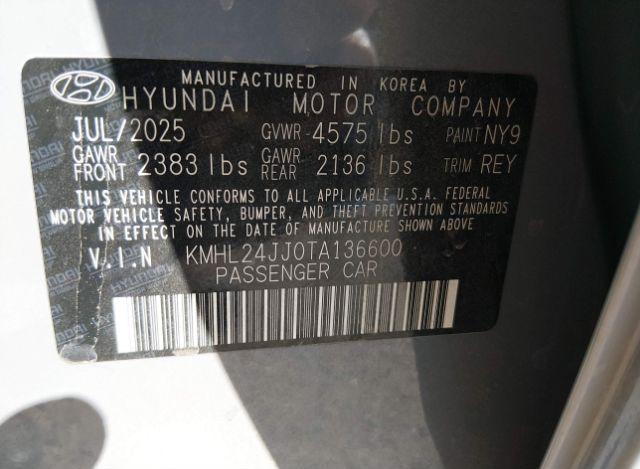 MANUFACTURED IN KOREA BY
HYUNDAI MOTOR COMPANY
JUL/2025 GVWR 4575 lbs PAINT NY9
GAWR FRONT 2383 lbs GAWR REAR 2136 lbs TRIM REY
THIS VEHICLE CONFORMS TO ALL APPLICABLE U.S.A. FEDERAL
MOTOR VEHICLE SAFETY, BUMPER, AND THEFT PREVENTION STANDARDS
IN EFFECT ON THE DATE OF MANUFACTURE SHOWN ABOVE
V.I.N KMHL24JJ0TA136600
PASSENGER CAR